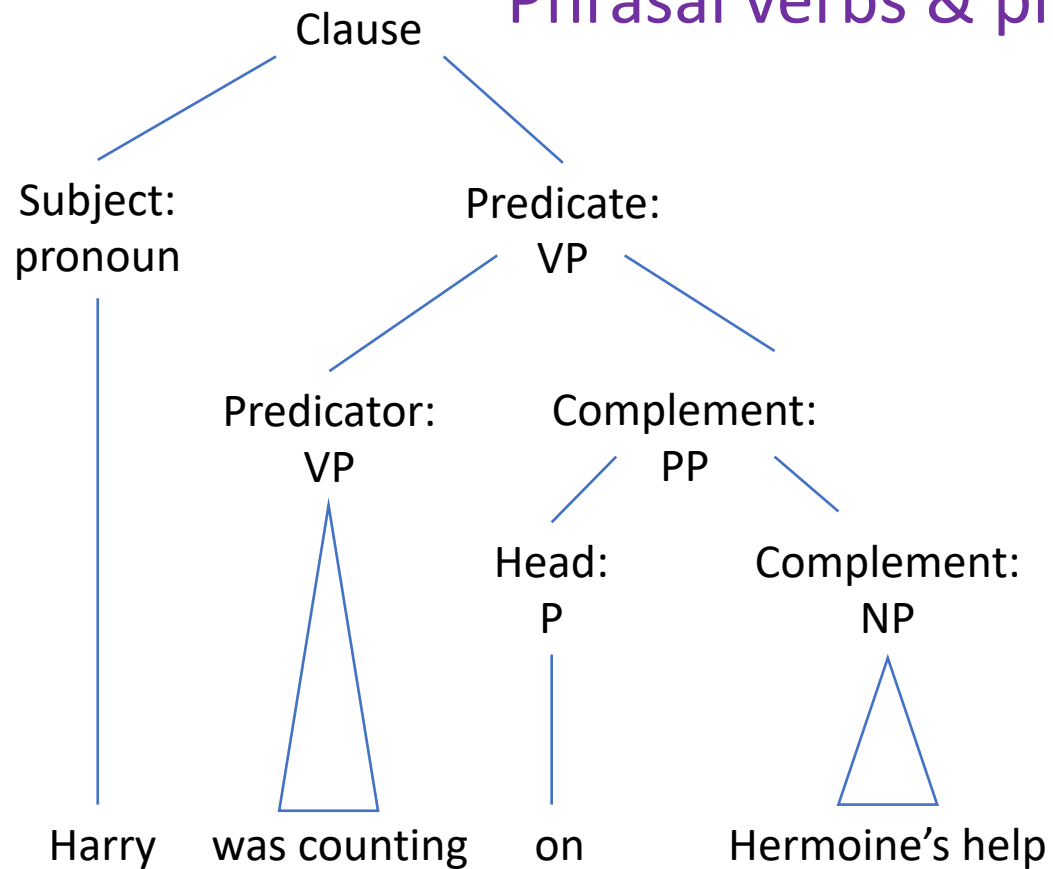 Phrasal verbs &
Clause
Subject:
pronoun
Predicate:
VP
Predicator:
VP
Complement:
PP
Head:
P
Complement:
NP
Harry was counting on Hermoine’s help